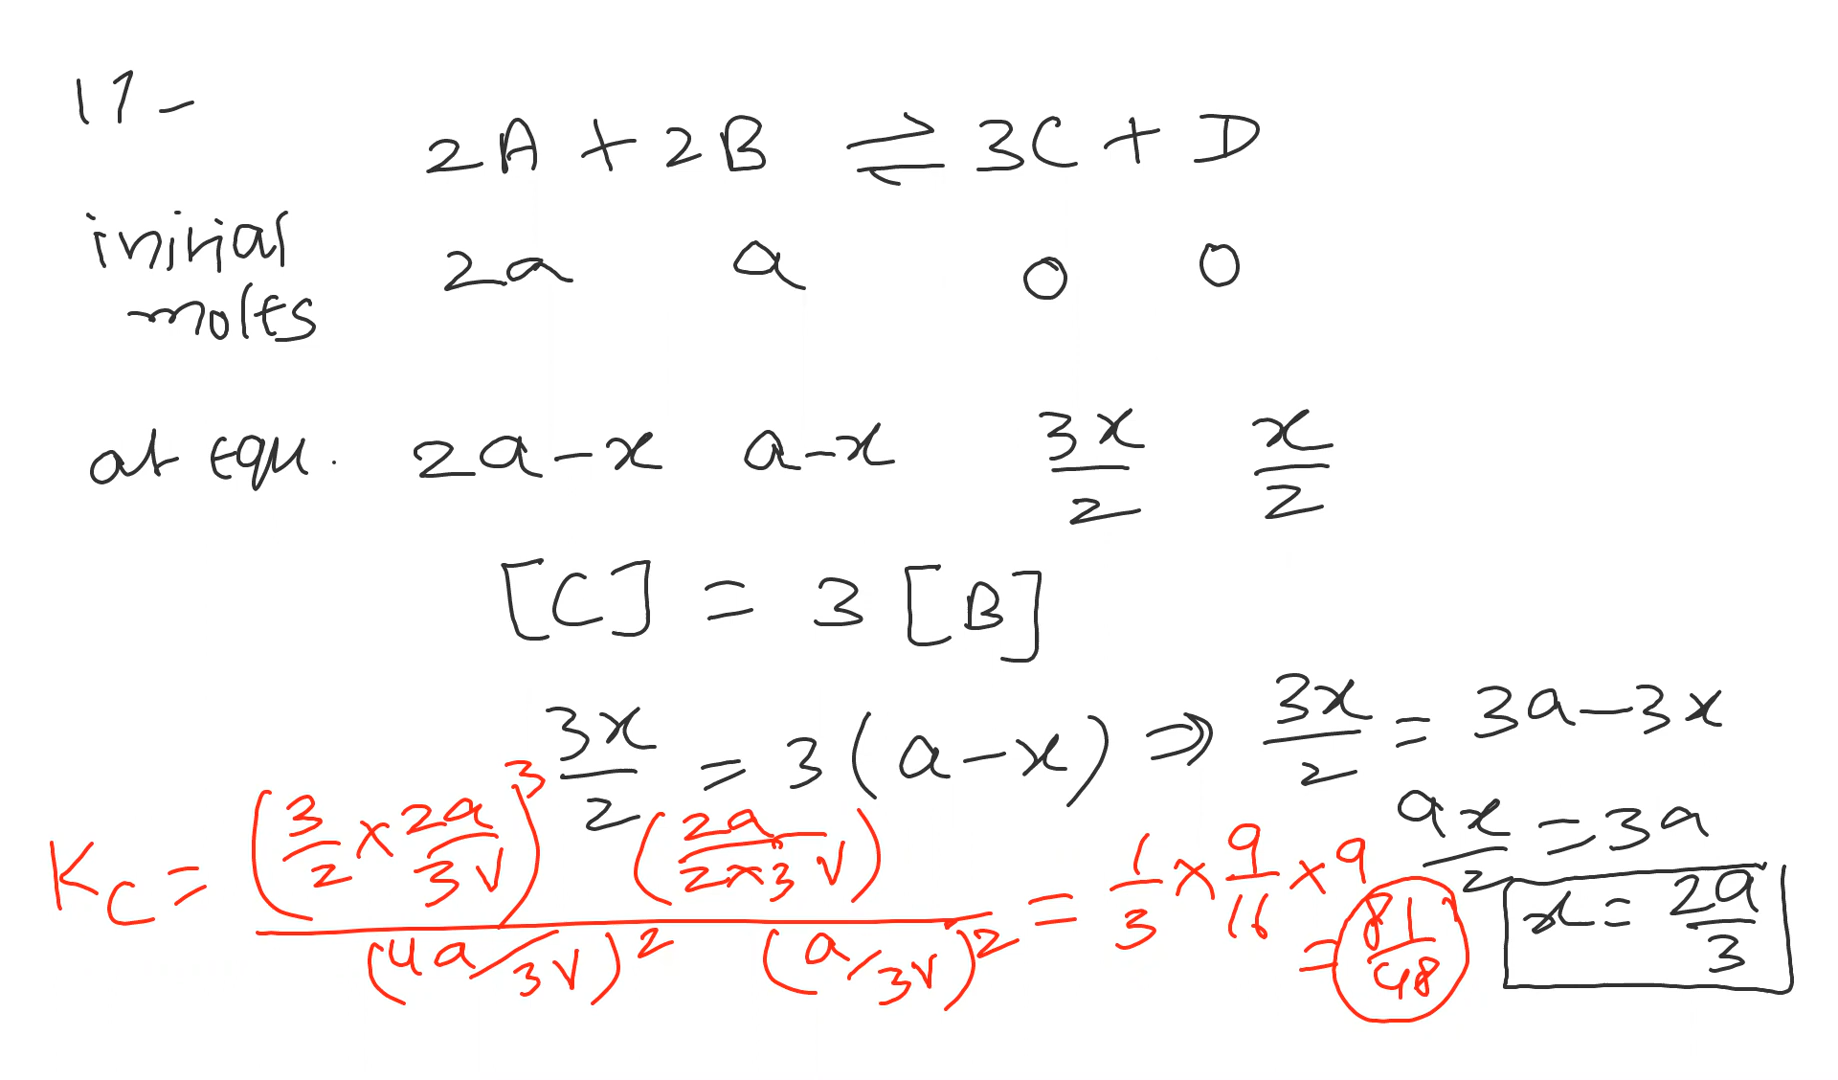 17-
2A + 2B ⇌ 3C + D
initial moles 2a a 0 0
at equ. 2a-x a-x 3x/2 x/2
[C] = 3 [B]
3x/2 = 3(a-x) ⇒ 3x/2 = 3a-3x
9x/2 = 3a
x = 2a/3
Kc = (3/2 × 2a/3V)^3 (2a/2×3V) / (4a/3V)^2 (a/3V)^2 = 1/3 × 9/16 × 9 = 81/48